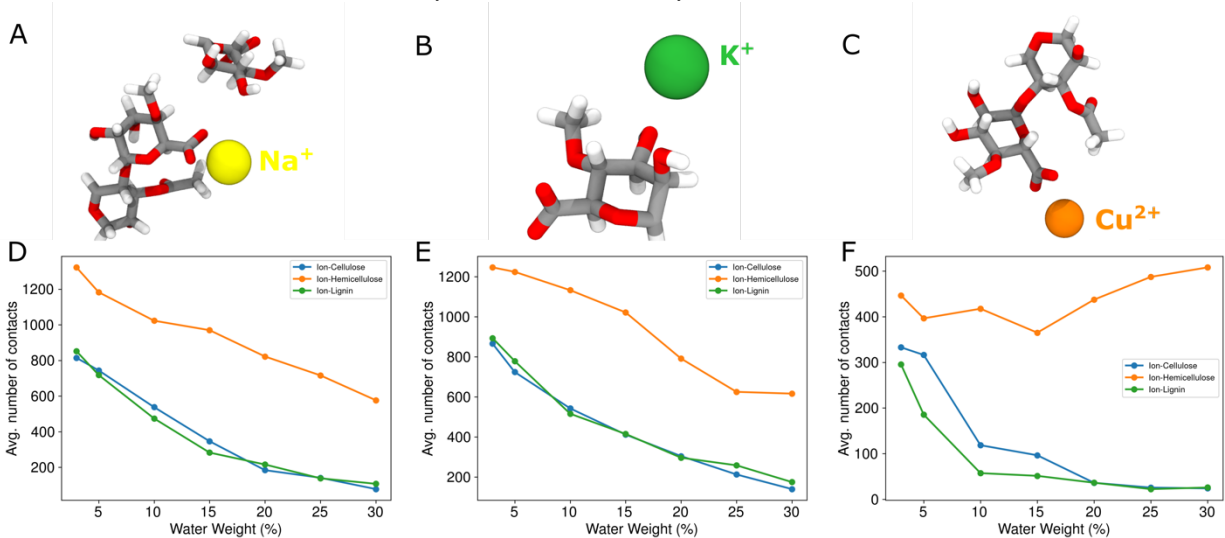 A
Na+
B
K+
C
Cu2+
D
Ion-Cellulose
Ion-Hemicellulose
Ion-Lignin
1200
1000
800
600
400
200
Avg. number of contacts
5 10 15 20 25 30
Water Weight (%)
E
Ion-Cellulose
Ion-Hemicellulose
Ion-Lignin
1200
1000
800
600
400
200
Avg. number of contacts
5 10 15 20 25 30
Water Weight (%)
F
Ion-Cellulose
Ion-Hemicellulose
Ion-Lignin
500
400
300
200
100
0
Avg. number of contacts
5 10 15 20 25 30
Water Weight (%)